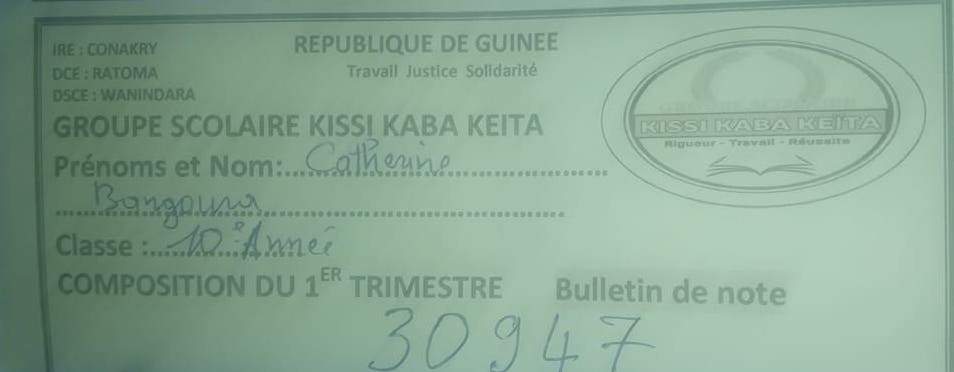 IRE : CONAKRY
REPUBLIQUE DE GUINEE
DCE : RATOMA
Travail Justice Solidarité
DSCE : WANINDARA
GROUPE SCOLAIRE KISSI KABA KEITA
KISSI KABA KEITA
Rigueur - Travail - Réussite
Prénoms et Nom:....Catherine
Bangoura
Classe :...10e Année
COMPOSITION DU 1ER TRIMESTRE Bulletin de note
30947